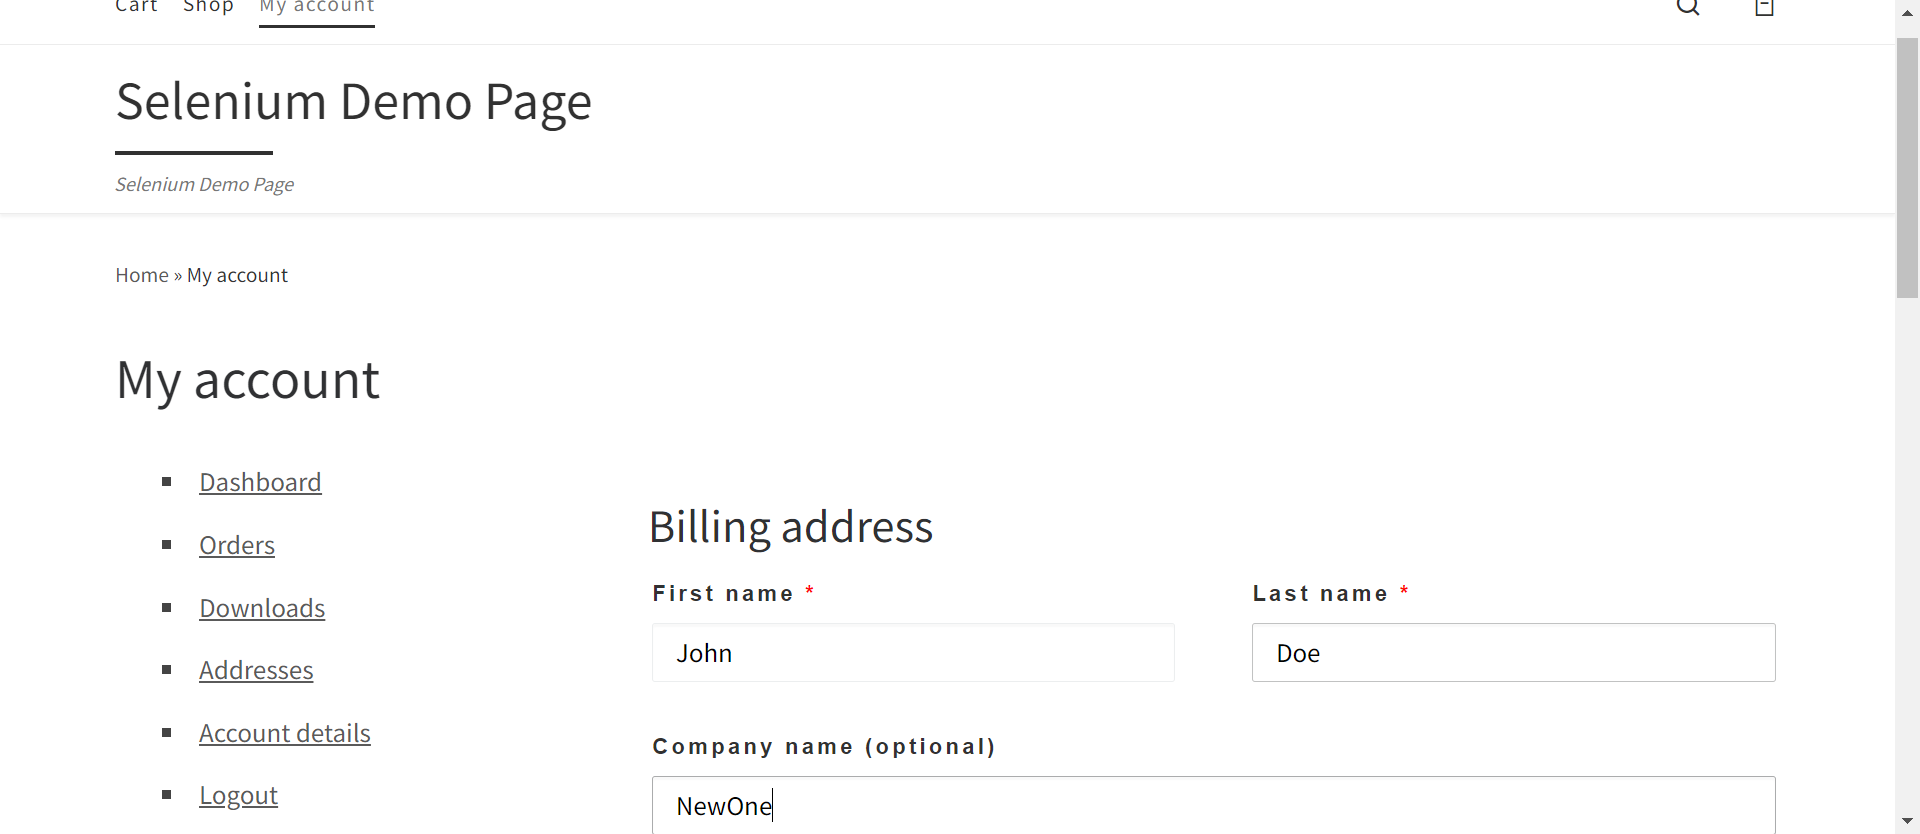 Cart Shop My account
Selenium Demo Page
Selenium Demo Page
Home » My account
My account
Dashboard
Orders
Downloads
Addresses
Account details
Logout
Billing address
First name * Last name *
John Doe
Company name (optional)
NewOne